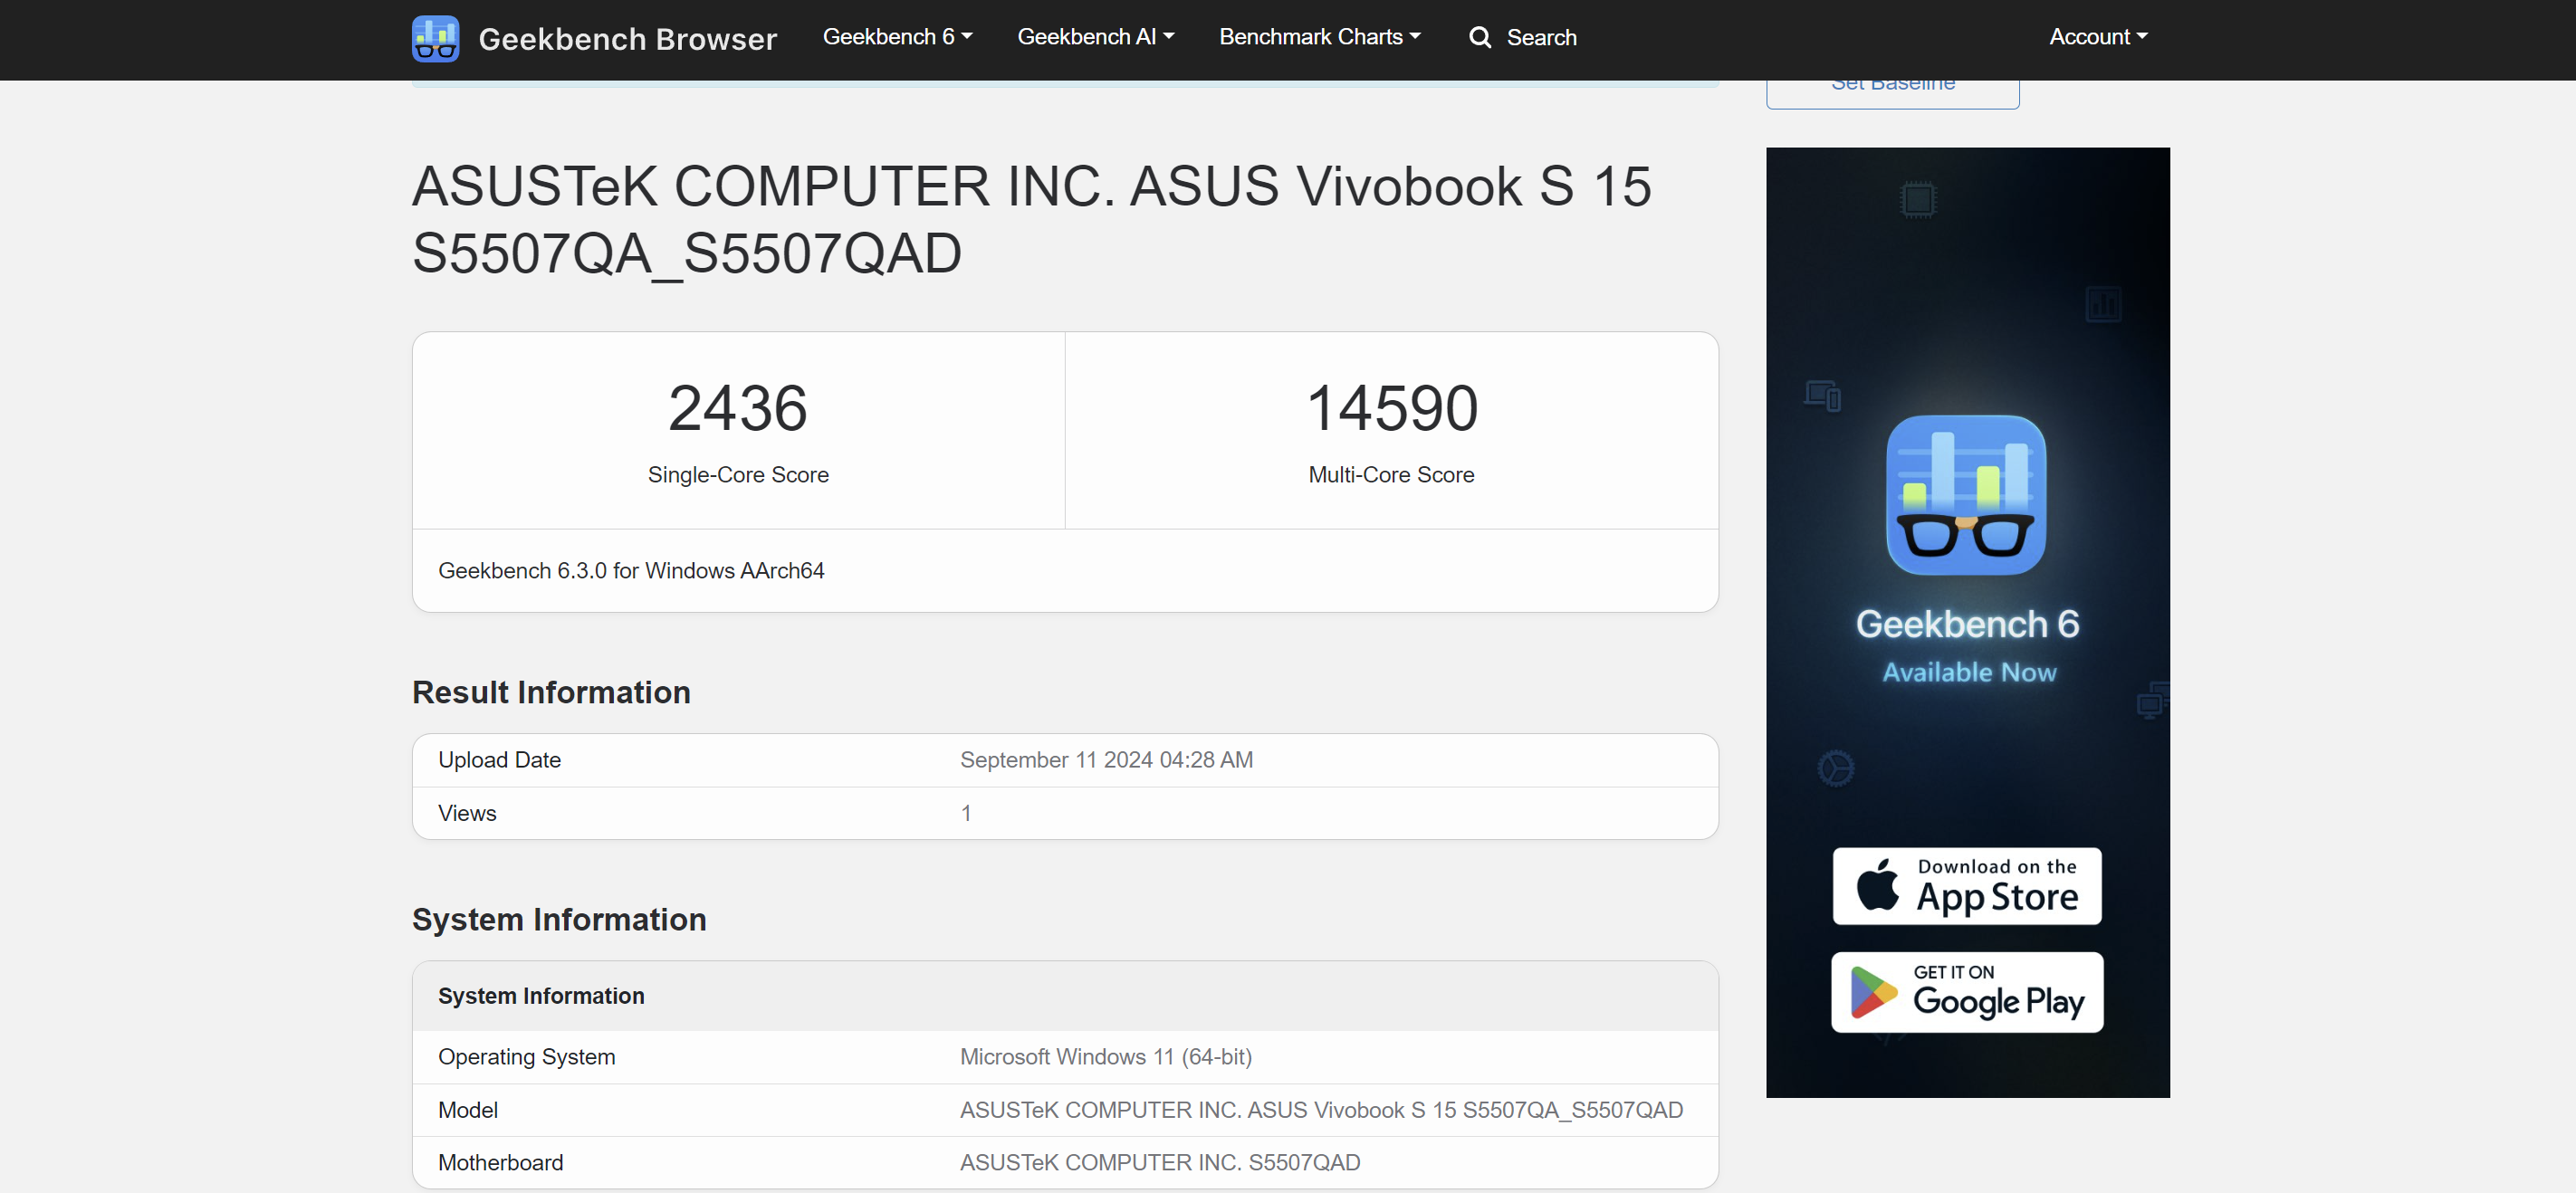 Geekbench Browser
Geekbench 6
Geekbench AI
Benchmark Charts
Search
Account
Set Baseline
ASUSTeK COMPUTER INC. ASUS Vivobook S 15
S5507QA_S5507QAD
2436
Single-Core Score
14590
Multi-Core Score
Geekbench 6.3.0 for Windows AArch64
Result Information
Upload Date September 11 2024 04:28 AM
Views 1
System Information
System Information
Operating System Microsoft Windows 11 (64-bit)
Model ASUSTeK COMPUTER INC. ASUS Vivobook S 15 S5507QA_S5507QAD
Motherboard ASUSTeK COMPUTER INC. S5507QAD
Geekbench 6
Available Now
Download on the
App Store
GET IT ON
Google Play